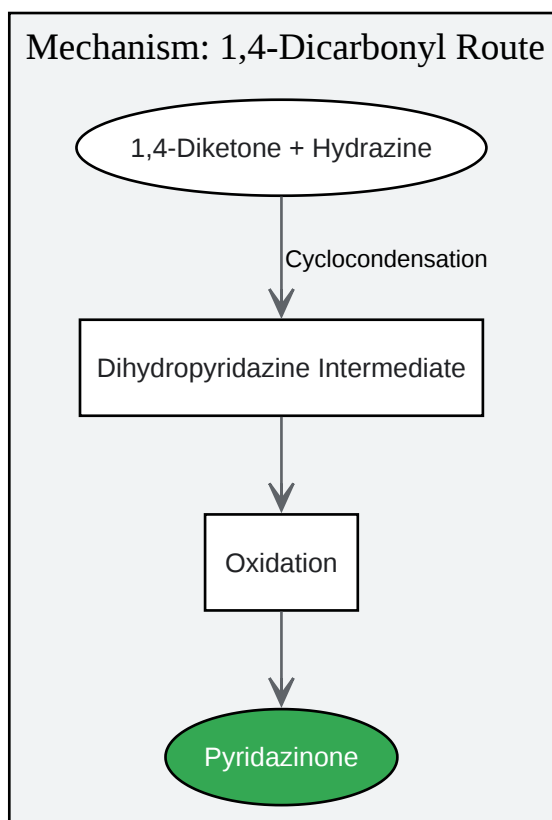 Mechanism: 1,4-Dicarbonyl Route
1,4-Diketone + Hydrazine
Cyclocondensation
Dihydropyridazine Intermediate
Oxidation
Pyridazinone